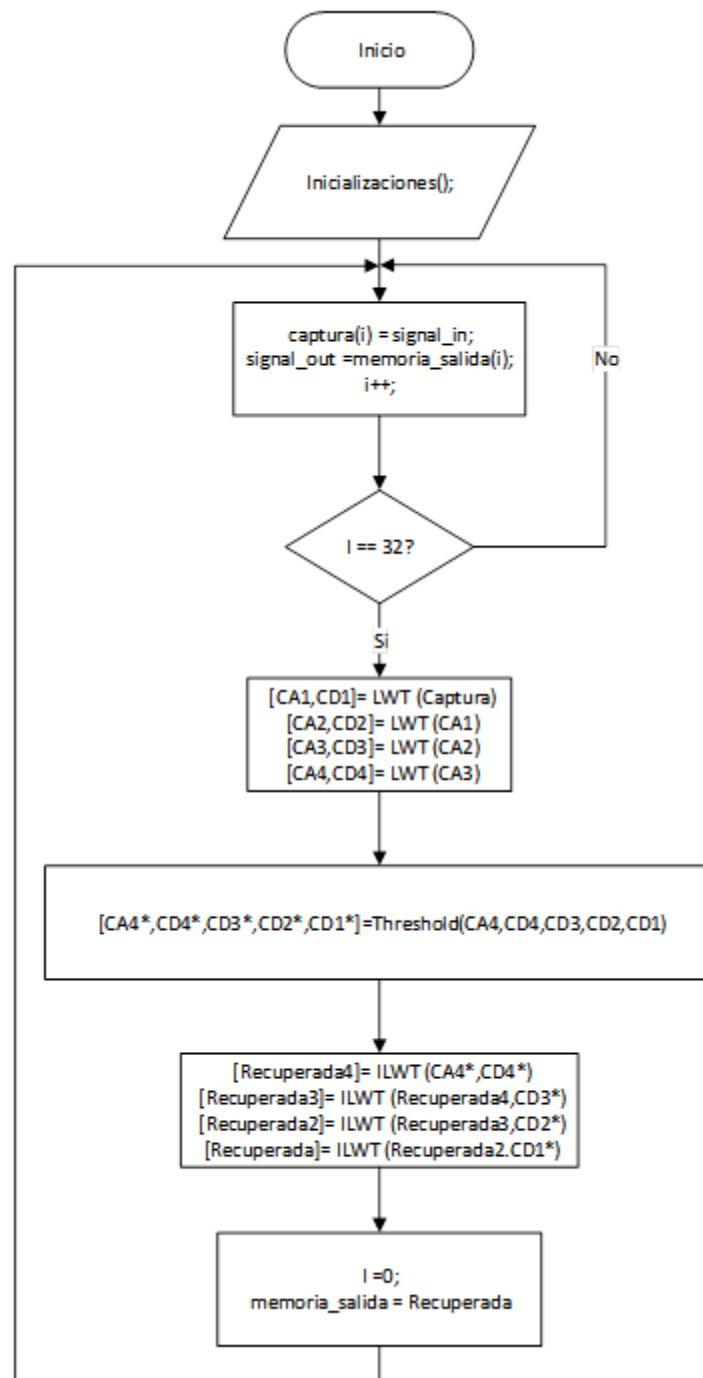 Inicio
Inicializaciones();
captura(i) = signal_in;
signal_out =memoria_salida(i);
i++;
No
I == 32?
Si
[CA1,CD1]= LWT (Captura)
[CA2,CD2]= LWT (CA1)
[CA3,CD3]= LWT (CA2)
[CA4,CD4]= LWT (CA3)
[CA4*,CD4*,CD3*,CD2*,CD1*]=Threshold(CA4,CD4,CD3,CD2,CD1)
[Recuperada4]= ILWT (CA4*,CD4*)
[Recuperada3]= ILWT (Recuperada4,CD3*)
[Recuperada2]= ILWT (Recuperada3,CD2*)
[Recuperada]= ILWT (Recuperada2.CD1*)
I =0;
memoria_salida = Recuperada